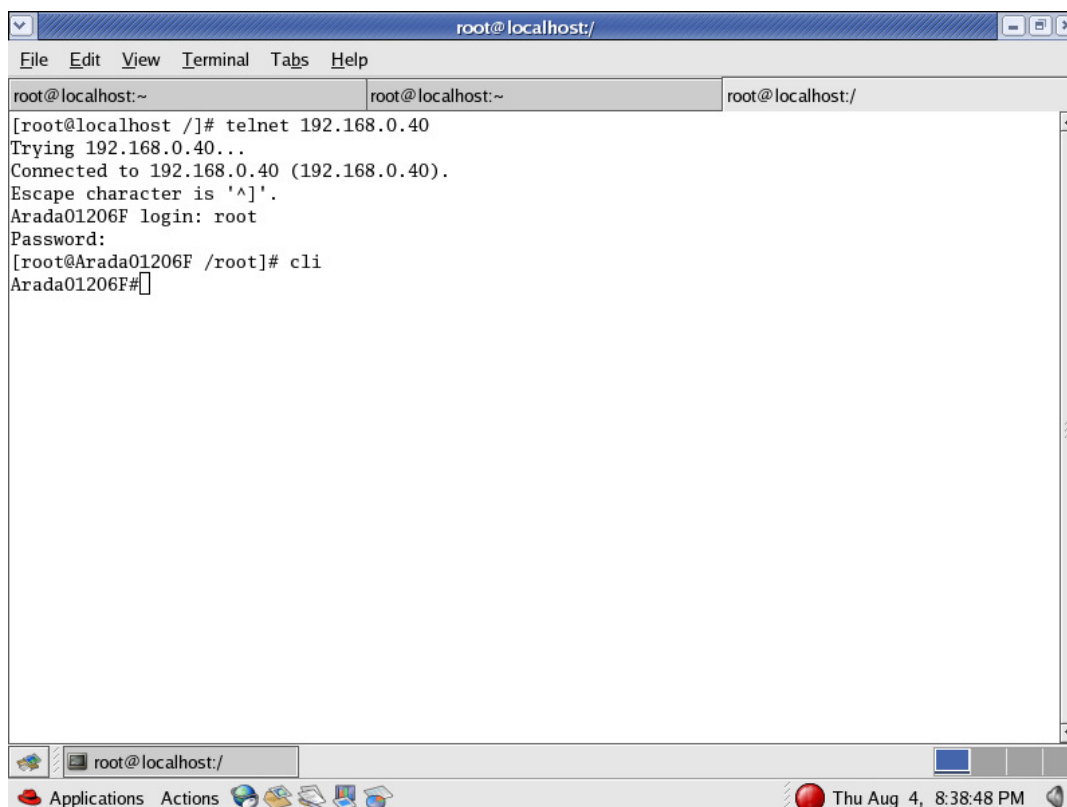 root@localhost:/
File Edit View Terminal Tabs Help
root@localhost:~ root@localhost:~ root@localhost:/
[root@localhost /]# telnet 192.168.0.40
Trying 192.168.0.40...
Connected to 192.168.0.40 (192.168.0.40).
Escape character is '^]'.
Arada01206F login: root
Password:
[root@Arada01206F /root]# cli
Arada01206F#
root@localhost:/
Applications Actions Thu Aug 4, 8:38:48 PM